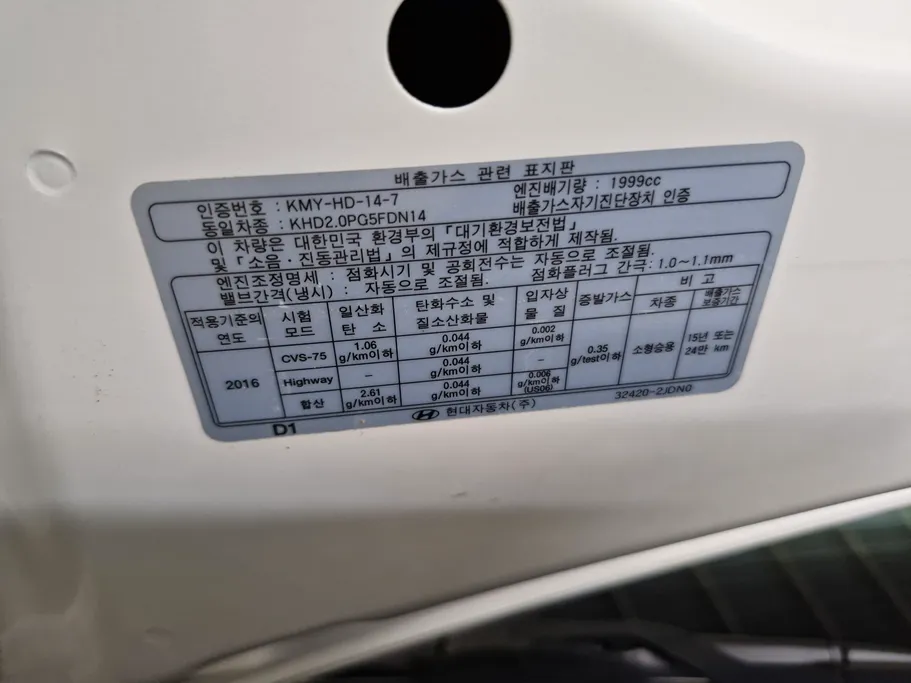 배출가스 관련 표지판
인증번호 : KMY-HD-14-7 엔진배기량 : 1999cc
동일차종 : KHD2.0PG5FDN14 배출가스자기진단장치 인증
이 차량은 대한민국 환경부의 「대기환경보전법」
및 「소음ㆍ진동관리법」의 제규정에 적합하게 제작됨.
엔진조정명세 : 점화시기 및 공회전수는 자동으로 조절됨.
밸브간격(냉시) : 자동으로 조절됨. 점화플러그 간극: 1.0~1.1mm
적용기준의 연도 시험 모드 일산화 탄 소 탄화수소 및 질소산화물 입자상 물 질 증발가스 비 고
차종 배출가스 보증기간
2016 CVS-75 1.06 g/km이하 0.044 g/km이하 0.002 g/km이하 0.35 g/test이하 소형승용 15년 또는 24만 km
Highway – 0.044 g/km이하 –
합산 2.61 g/km이하 0.044 g/km이하 0.006 g/km이하 (US06)
D1 현대자동차(주) 32420-2JDN0